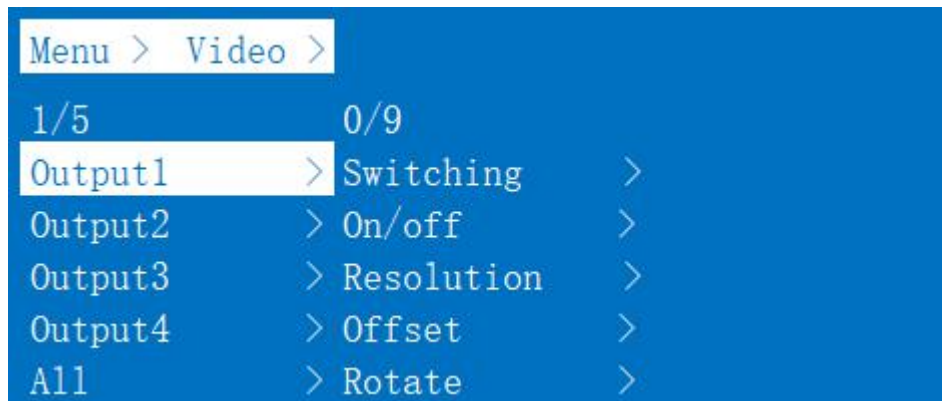 Menu > Video >
1/5 0/9
Output1 > Switching >
Output2 > On/off >
Output3 > Resolution >
Output4 > Offset >
All > Rotate >